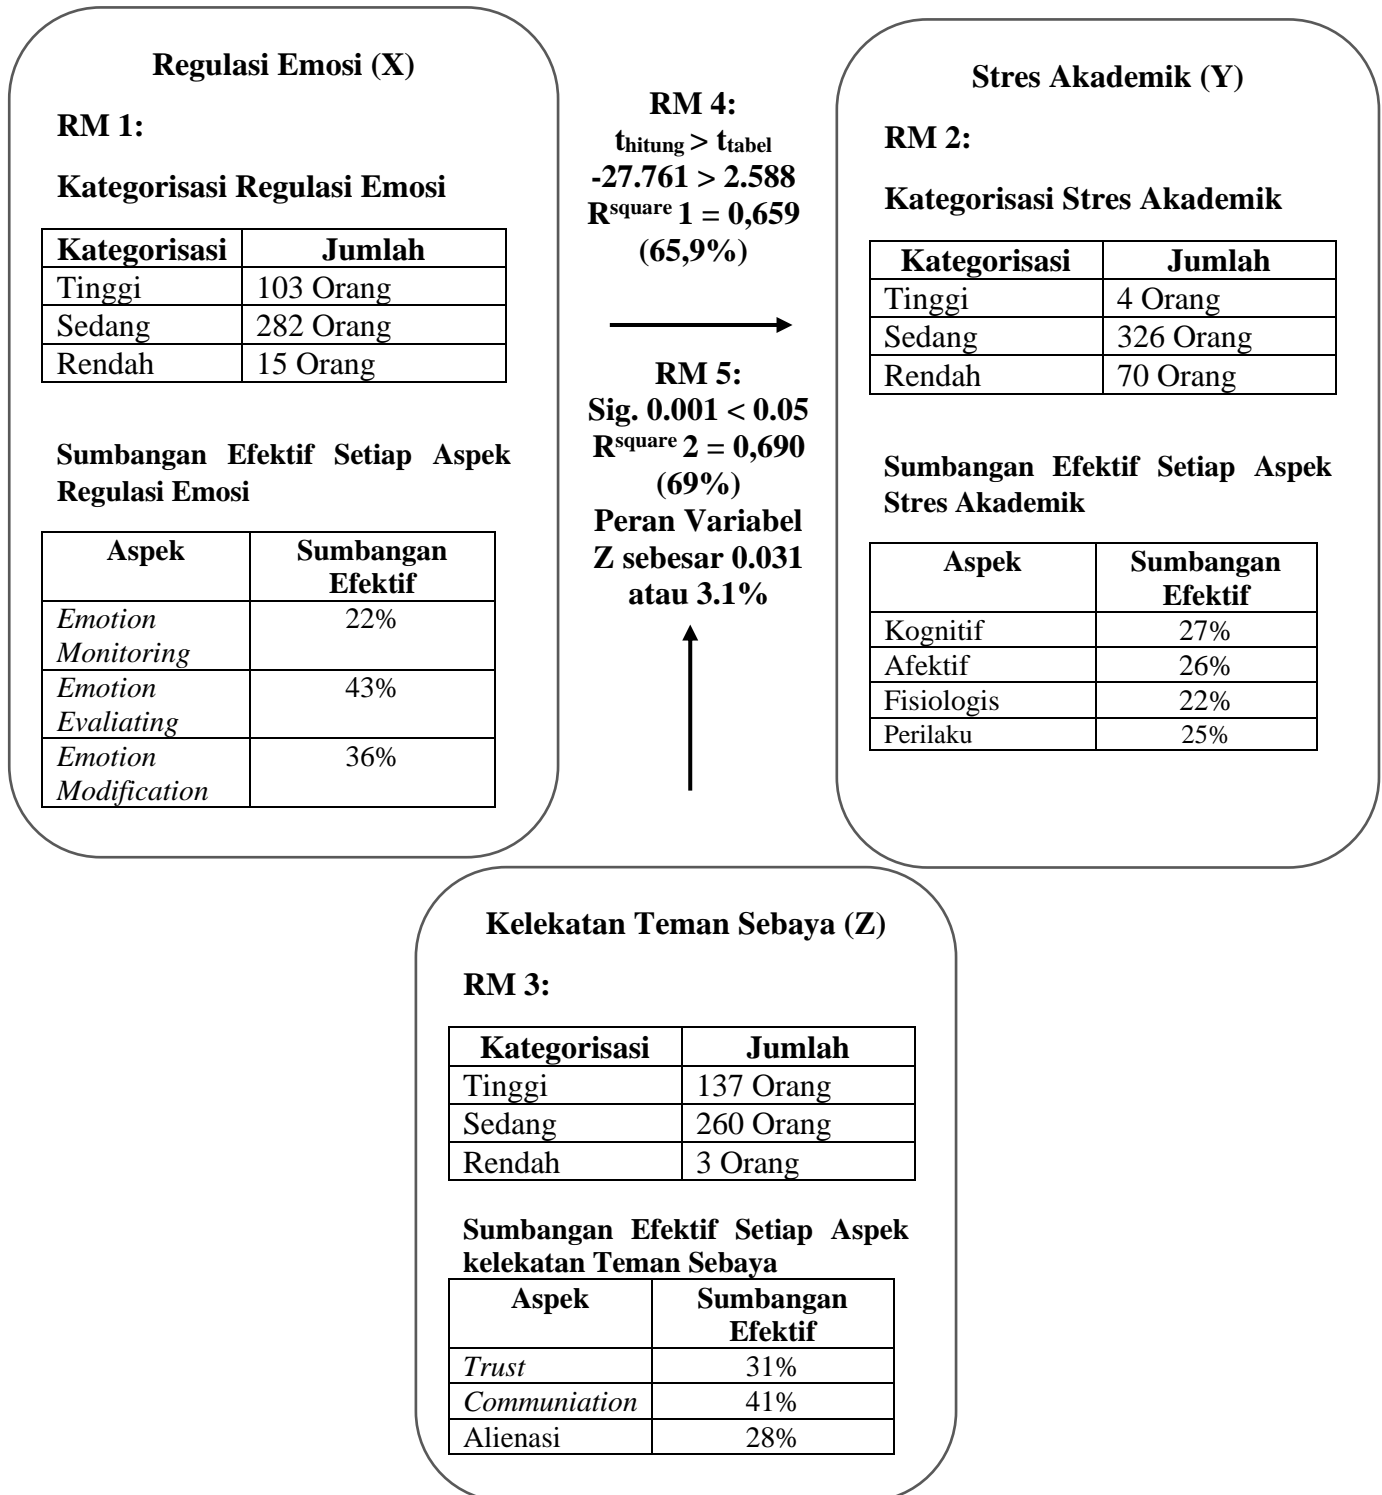 Regulasi Emosi (X)
RM 1:
Kategorisasi Regulasi Emosi
Kategorisasi Jumlah
Tinggi 103 Orang
Sedang 282 Orang
Rendah 15 Orang
Sumbangan Efektif Setiap Aspek
Regulasi Emosi
Aspek Sumbangan
Efektif
Emotion 22%
Monitoring
Emotion 43%
Evaliating
Emotion 36%
Modification
RM 4:
thitung > ttabel
-27.761 > 2.588
Rsquare 1 = 0,659
(65,9%)
RM 5:
Sig. 0.001 < 0.05
Rsquare 2 = 0,690
(69%)
Peran Variabel
Z sebesar 0.031
atau 3.1%
Stres Akademik (Y)
RM 2:
Kategorisasi Stres Akademik
Kategorisasi Jumlah
Tinggi 4 Orang
Sedang 326 Orang
Rendah 70 Orang
Sumbangan Efektif Setiap Aspek
Stres Akademik
Aspek Sumbangan
Efektif
Kognitif 27%
Afektif 26%
Fisiologis 22%
Perilaku 25%
Kelekatan Teman Sebaya (Z)
RM 3:
Kategorisasi Jumlah
Tinggi 137 Orang
Sedang 260 Orang
Rendah 3 Orang
Sumbangan Efektif Setiap Aspek
kelekatan Teman Sebaya
Aspek Sumbangan
Efektif
Trust 31%
Communiation 41%
Alienasi 28%